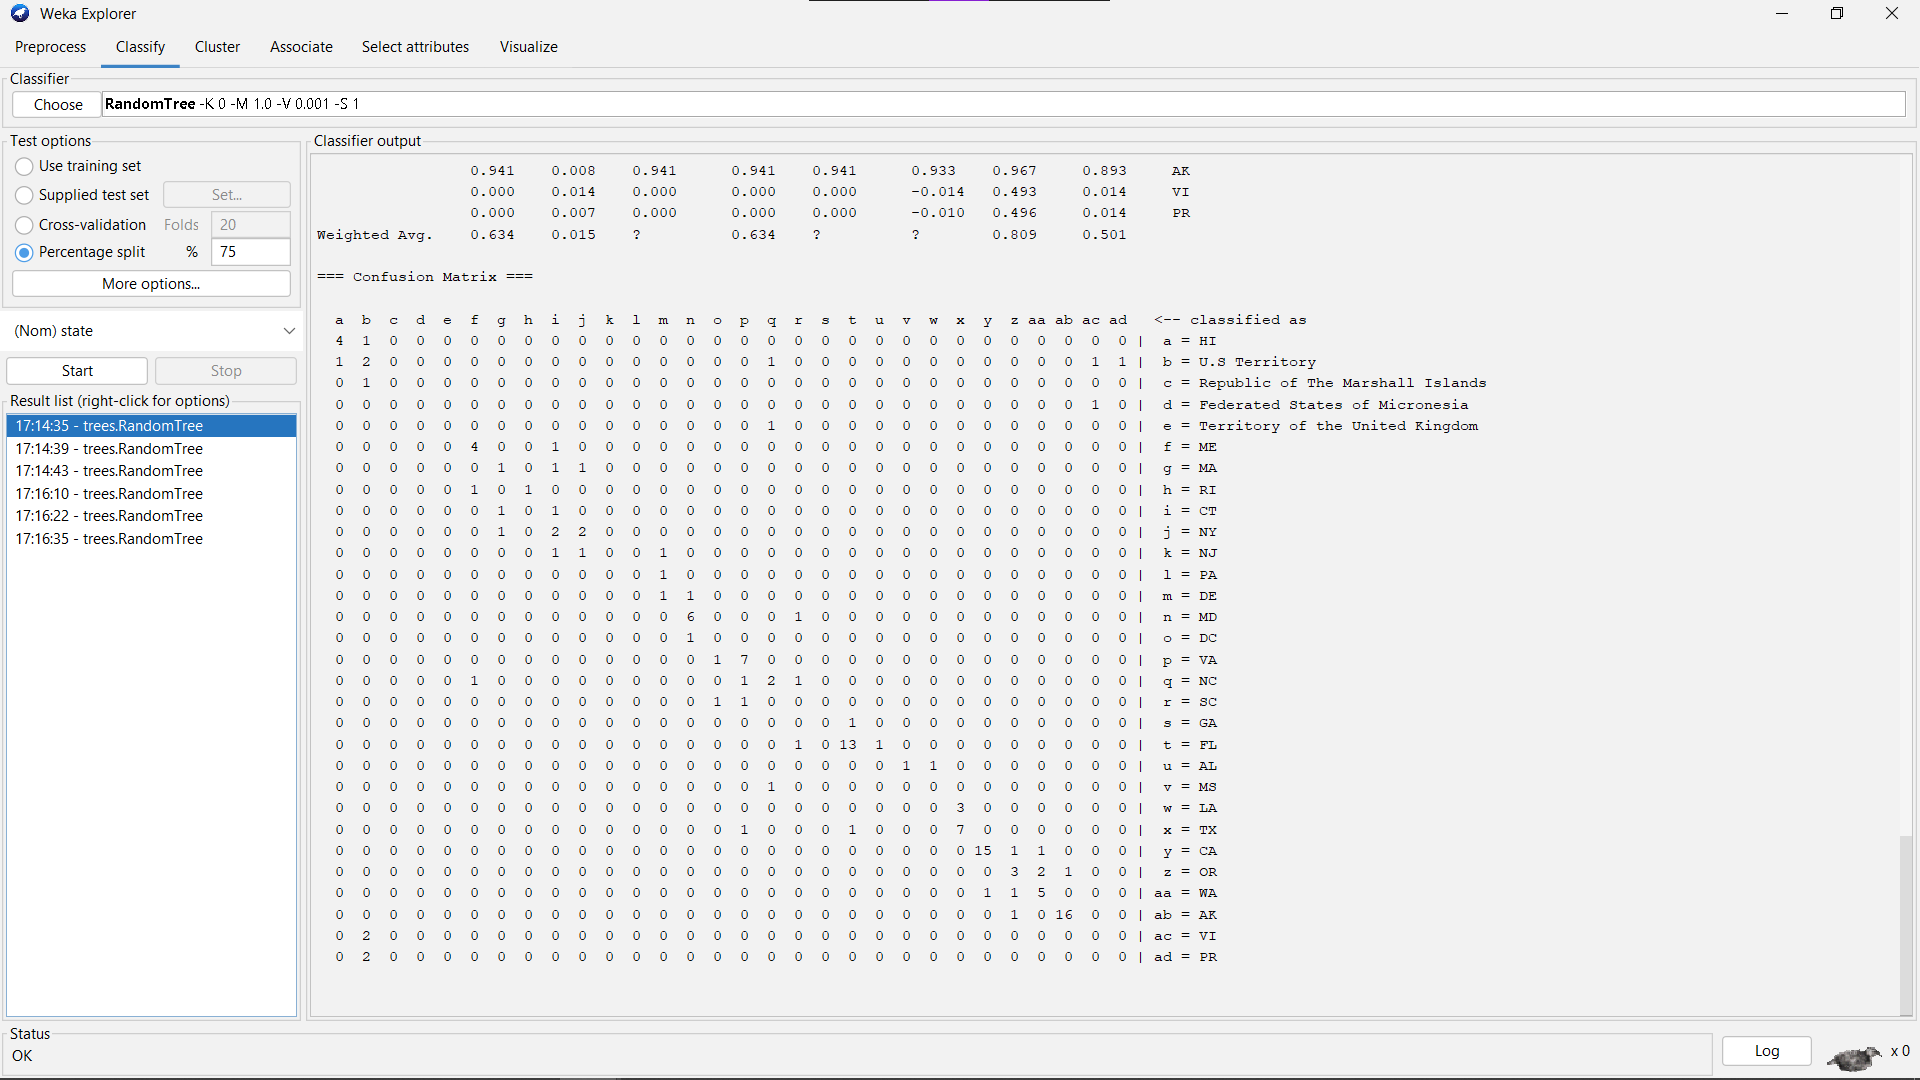 Weka Explorer
Preprocess Classify Cluster Associate Select attributes Visualize
Classifier
Choose RandomTree -K 0 -M 1.0 -V 0.001 -S 1
Test options
Use training set
Supplied test set Set...
Cross-validation Folds 20
Percentage split % 75
More options...
(Nom) state
Start Stop
Result list (right-click for options)
17:14:35 - trees.RandomTree
17:14:39 - trees.RandomTree
17:14:43 - trees.RandomTree
17:16:10 - trees.RandomTree
17:16:22 - trees.RandomTree
17:16:35 - trees.RandomTree
Classifier output
0.941 0.008 0.941 0.941 0.941 0.933 0.967 0.893 AK
0.000 0.014 0.000 0.000 0.000 -0.014 0.493 0.014 VI
0.000 0.007 0.000 0.000 0.000 -0.010 0.496 0.014 PR
Weighted Avg. 0.634 0.015 ? 0.634 ? ? 0.809 0.501
=== Confusion Matrix ===
a b c d e f g h i j k l m n o p q r s t u v w x y z aa ab ac ad <-- classified as
4 1 0 0 0 0 0 0 0 0 0 0 0 0 0 0 0 0 0 0 0 0 0 0 0 0 0 0 0 0 | a = HI
1 2 0 0 0 0 0 0 0 0 0 0 0 0 0 0 1 0 0 0 0 0 0 0 0 0 0 0 1 1 | b = U.S Territory
0 1 0 0 0 0 0 0 0 0 0 0 0 0 0 0 0 0 0 0 0 0 0 0 0 0 0 0 0 0 | c = Republic of The Marshall Islands
0 0 0 0 0 0 0 0 0 0 0 0 0 0 0 0 0 0 0 0 0 0 0 0 0 0 0 0 1 0 | d = Federated States of Micronesia
0 0 0 0 0 0 0 0 0 0 0 0 0 0 0 0 1 0 0 0 0 0 0 0 0 0 0 0 0 0 | e = Territory of the United Kingdom
0 0 0 0 0 4 0 0 1 0 0 0 0 0 0 0 0 0 0 0 0 0 0 0 0 0 0 0 0 0 | f = ME
0 0 0 0 0 0 1 0 1 1 0 0 0 0 0 0 0 0 0 0 0 0 0 0 0 0 0 0 0 0 | g = MA
0 0 0 0 0 1 0 1 0 0 0 0 0 0 0 0 0 0 0 0 0 0 0 0 0 0 0 0 0 0 | h = RI
0 0 0 0 0 0 1 0 1 0 0 0 0 0 0 0 0 0 0 0 0 0 0 0 0 0 0 0 0 0 | i = CT
0 0 0 0 0 0 1 0 2 2 0 0 0 0 0 0 0 0 0 0 0 0 0 0 0 0 0 0 0 0 | j = NY
0 0 0 0 0 0 0 0 1 1 0 0 1 0 0 0 0 0 0 0 0 0 0 0 0 0 0 0 0 0 | k = NJ
0 0 0 0 0 0 0 0 0 0 0 0 1 0 0 0 0 0 0 0 0 0 0 0 0 0 0 0 0 0 | l = PA
0 0 0 0 0 0 0 0 0 0 0 0 1 1 0 0 0 0 0 0 0 0 0 0 0 0 0 0 0 0 | m = DE
0 0 0 0 0 0 0 0 0 0 0 0 0 6 0 0 0 1 0 0 0 0 0 0 0 0 0 0 0 0 | n = MD
0 0 0 0 0 0 0 0 0 0 0 0 0 1 0 0 0 0 0 0 0 0 0 0 0 0 0 0 0 0 | o = DC
0 0 0 0 0 0 0 0 0 0 0 0 0 0 1 7 0 0 0 0 0 0 0 0 0 0 0 0 0 0 | p = VA
0 0 0 0 0 1 0 0 0 0 0 0 0 0 0 1 2 1 0 0 0 0 0 0 0 0 0 0 0 0 | q = NC
0 0 0 0 0 0 0 0 0 0 0 0 0 0 1 1 0 0 0 0 0 0 0 0 0 0 0 0 0 0 | r = SC
0 0 0 0 0 0 0 0 0 0 0 0 0 0 0 0 0 0 0 1 0 0 0 0 0 0 0 0 0 0 | s = GA
0 0 0 0 0 0 0 0 0 0 0 0 0 0 0 0 0 1 0 13 1 0 0 0 0 0 0 0 0 0 | t = FL
0 0 0 0 0 0 0 0 0 0 0 0 0 0 0 0 0 0 0 0 0 1 1 0 0 0 0 0 0 0 | u = AL
0 0 0 0 0 0 0 0 0 0 0 0 0 0 0 0 1 0 0 0 0 0 0 0 0 0 0 0 0 0 | v = MS
0 0 0 0 0 0 0 0 0 0 0 0 0 0 0 0 0 0 0 0 0 0 0 3 0 0 0 0 0 0 | w = LA
0 0 0 0 0 0 0 0 0 0 0 0 0 0 0 1 0 0 0 1 0 0 0 7 0 0 0 0 0 0 | x = TX
0 0 0 0 0 0 0 0 0 0 0 0 0 0 0 0 0 0 0 0 0 0 0 0 15 1 1 0 0 0 | y = CA
0 0 0 0 0 0 0 0 0 0 0 0 0 0 0 0 0 0 0 0 0 0 0 0 0 3 2 1 0 0 | z = OR
0 0 0 0 0 0 0 0 0 0 0 0 0 0 0 0 0 0 0 0 0 0 0 0 1 1 5 0 0 0 | aa = WA
0 0 0 0 0 0 0 0 0 0 0 0 0 0 0 0 0 0 0 0 0 0 0 0 0 1 0 16 0 0 | ab = AK
0 2 0 0 0 0 0 0 0 0 0 0 0 0 0 0 0 0 0 0 0 0 0 0 0 0 0 0 0 0 | ac = VI
0 2 0 0 0 0 0 0 0 0 0 0 0 0 0 0 0 0 0 0 0 0 0 0 0 0 0 0 0 0 | ad = PR
Status
OK
Log x 0